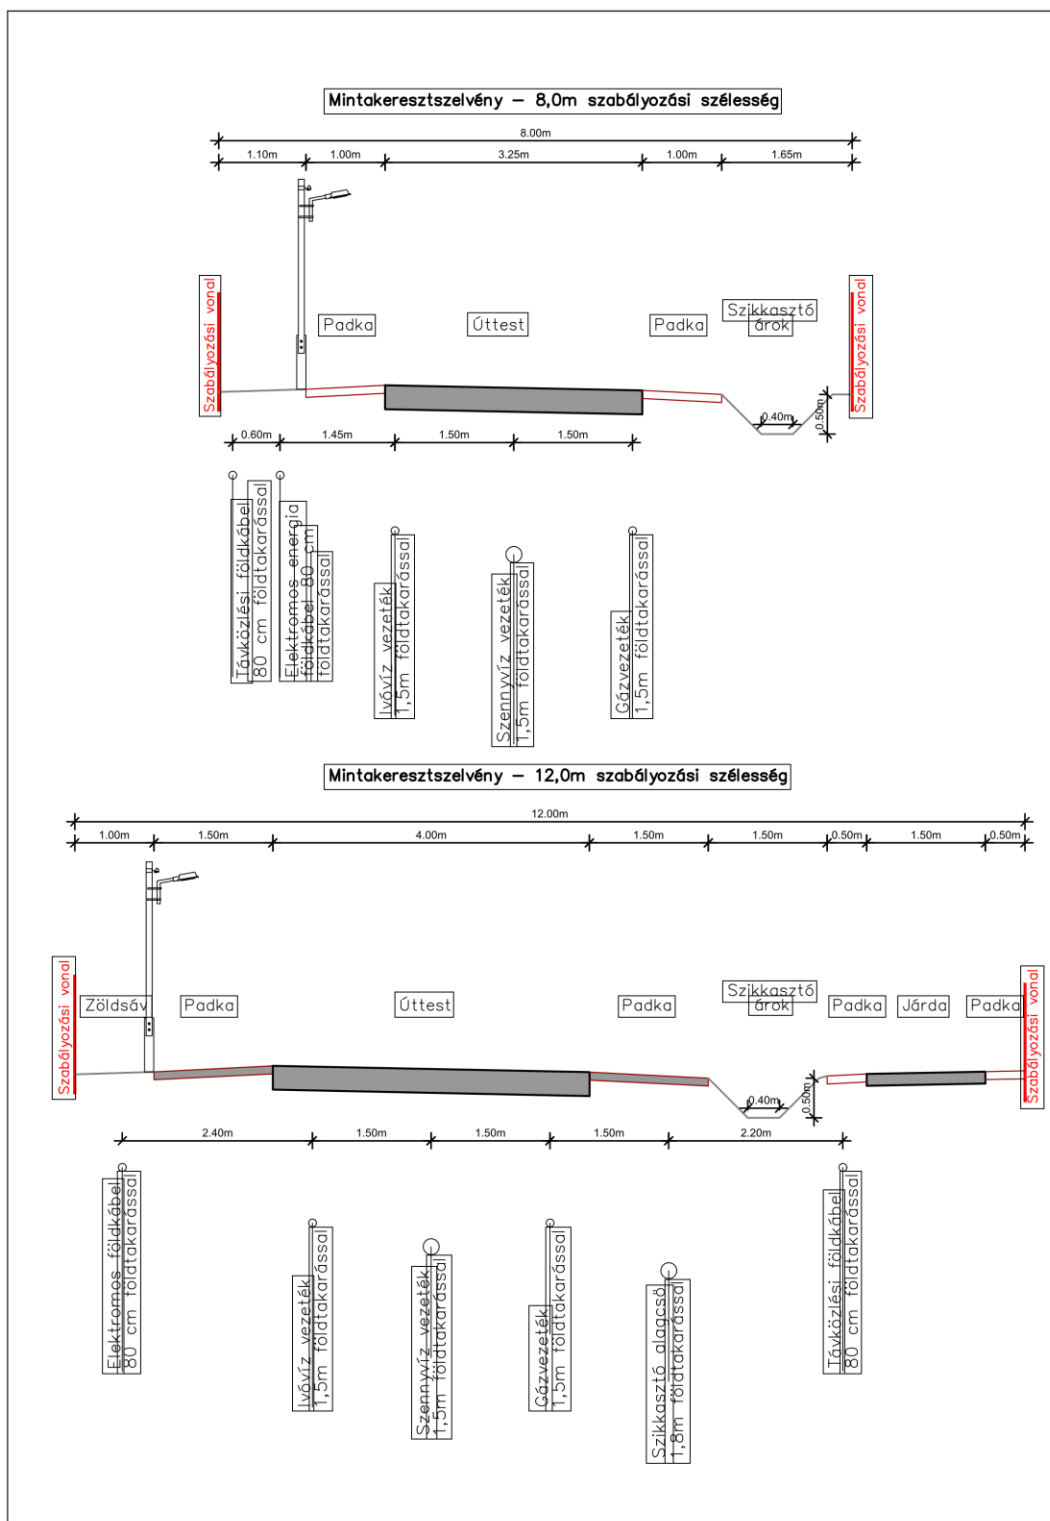 Mintakeresztszelvény – 8,0m szabályozási szélesség
8.00m
1.10m 1.00m 3.25m 1.00m 1.65m
Szabályozási vonal
Padka
Úttest
Padka
Szikkasztó
árok
Szabályozási vonal
0.40m
0.50m
0.60m 1.45m 1.50m 1.50m
Távközlési földkábel
80 cm földtakarással
Elektromos energia
földkábel 80 cm
földtakarással
Ivóvíz vezeték
1,5m földtakarással
Szennyvíz vezeték
1,5m földtakarással
Gázvezeték
1,5m földtakarással
Mintakeresztszelvény – 12,0m szabályozási szélesség
12.00m
1.00m 1.50m 4.00m 1.50m 1.50m 0.50m 1.50m 0.50m
Szabályozási vonal
Zöldsáv
Padka
Úttest
Padka
Szikkasztó
árok
Padka
Járda
Padka
Szabályozási vonal
0.40m
0.50m
2.40m 1.50m 1.50m 1.50m 2.20m
Elektromos földkábel
80 cm földtakarással
Ivóvíz vezeték
1,5m földtakarással
Szennyvíz vezeték
1,5m földtakarással
Gázvezeték
1,5m földtakarással
Szikkasztó alagcső
1,8m földtakarással
Távközlési földkábel
80 cm földtakarással